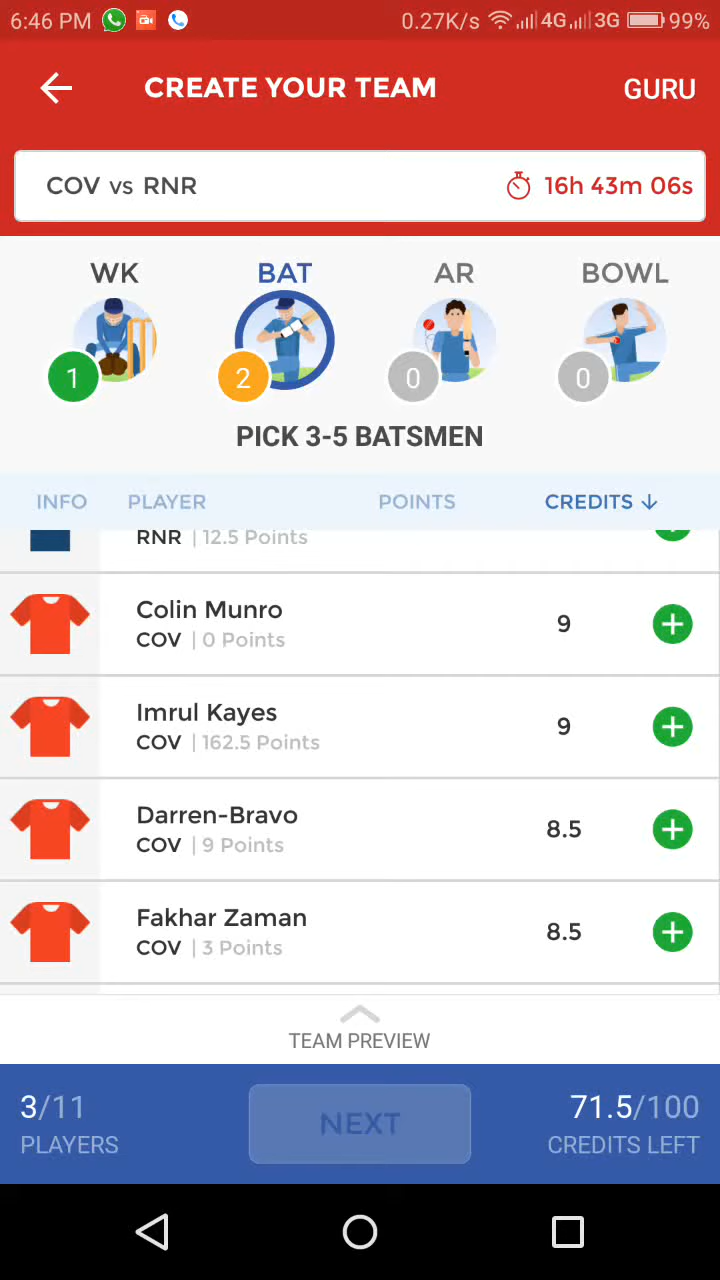 6:46 PM 0.27K/s 4G 3G 99%
CREATE YOUR TEAM GURU
COV vs RNR 16h 43m 06s
WK BAT AR BOWL
1 2 0 0
PICK 3-5 BATSMEN
INFO PLAYER POINTS CREDITS ↓
RNR | 12.5 Points
Colin Munro
COV | 0 Points
9
Imrul Kayes
COV | 162.5 Points
9
Darren-Bravo
COV | 9 Points
8.5
Fakhar Zaman
COV | 3 Points
8.5
TEAM PREVIEW
3/11 NEXT 71.5/100
PLAYERS CREDITS LEFT